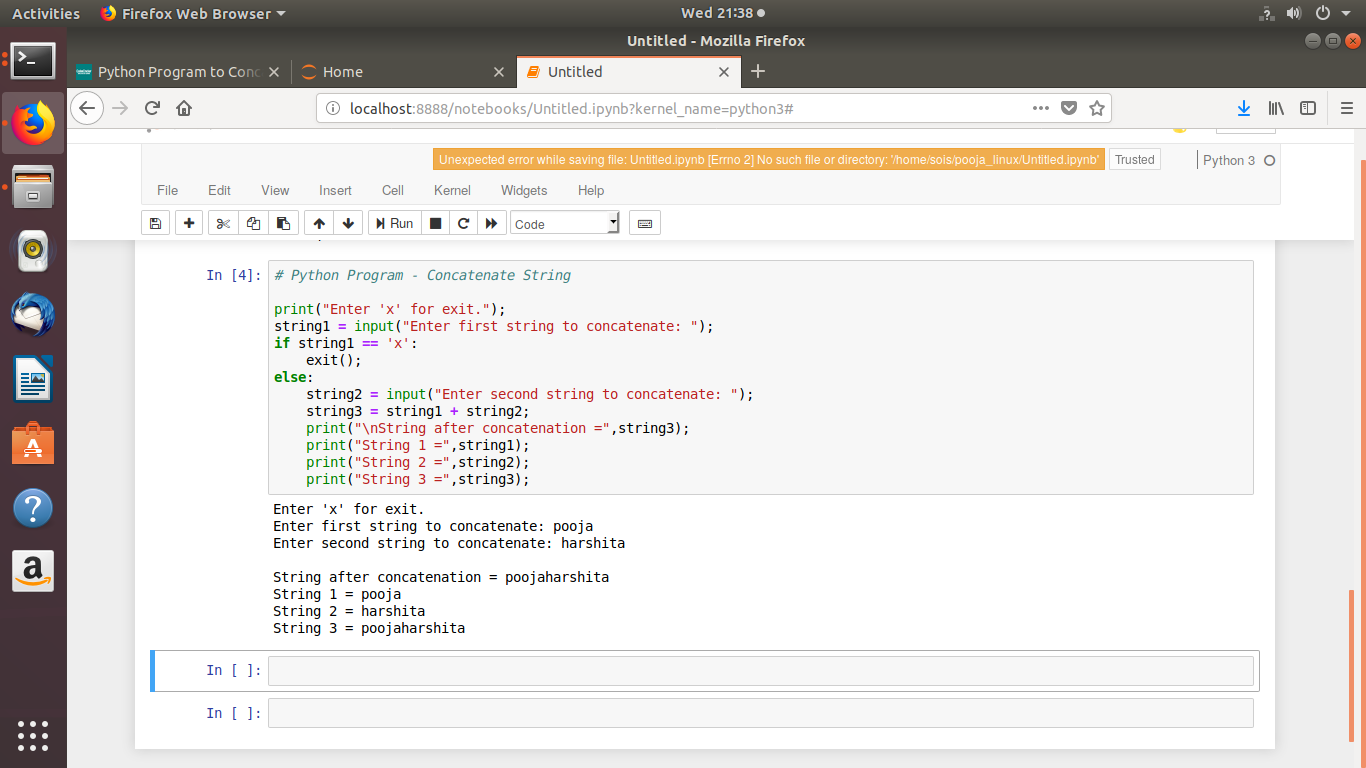 Activities Firefox Web Browser Wed 21:38
Untitled - Mozilla Firefox
Python Program to Conc Home Untitled
localhost:8888/notebooks/Untitled.ipynb?kernel_name=python3#
Unexpected error while saving file: Untitled.ipynb [Errno 2] No such file or directory: '/home/sois/pooja_linux/Untitled.ipynb' Trusted Python 3
File Edit View Insert Cell Kernel Widgets Help
Run Code
In [4]: # Python Program - Concatenate String
print("Enter 'x' for exit.");
string1 = input("Enter first string to concatenate: ");
if string1 == 'x':
    exit();
else:
    string2 = input("Enter second string to concatenate: ");
    string3 = string1 + string2;
    print("\nString after concatenation =",string3);
    print("String 1 =",string1);
    print("String 2 =",string2);
    print("String 3 =",string3);
Enter 'x' for exit.
Enter first string to concatenate: pooja
Enter second string to concatenate: harshita
String after concatenation = poojaharshita
String 1 = pooja
String 2 = harshita
String 3 = poojaharshita
In [ ]:
In [ ]: